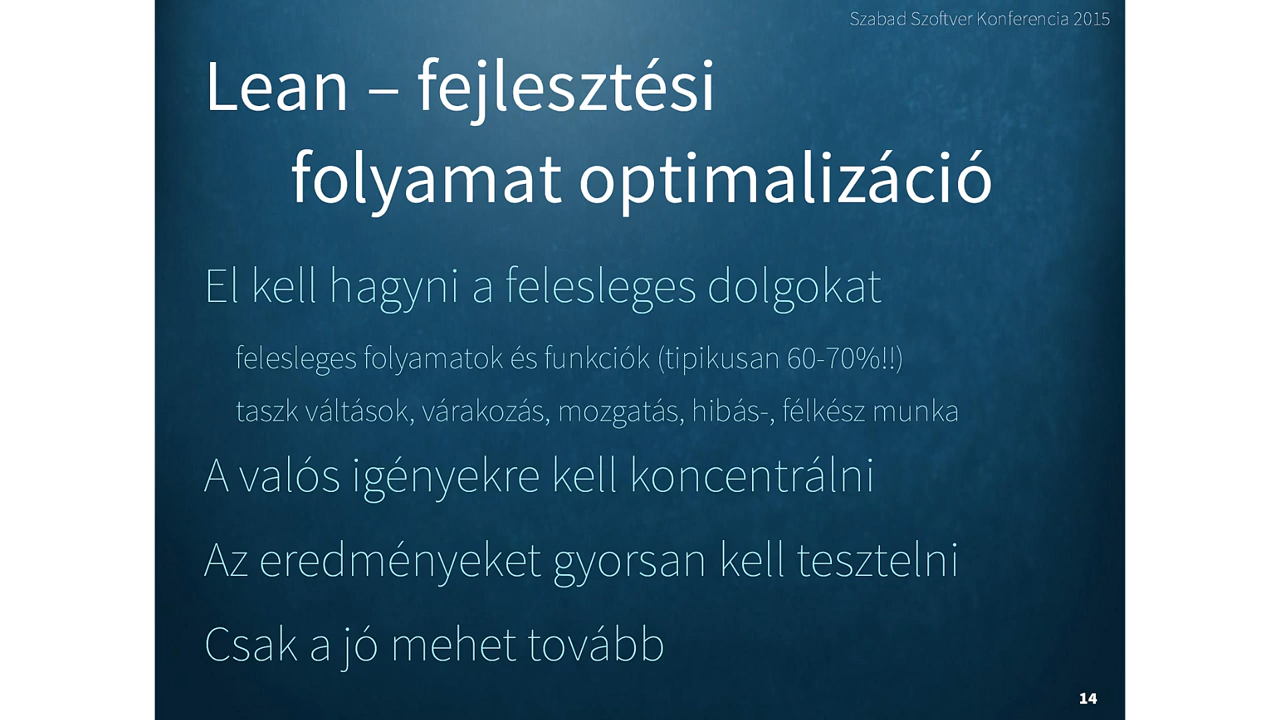 Szabad Szoftver Konferencia 2015
Lean – fejlesztési
folyamat optimalizáció
El kell hagyni a felesleges dolgokat
felesleges folyamatok és funkciók (tipikusan 60-70%!!)
taszk váltások, várakozás, mozgatás, hibás-, félkész munka
A valós igényekre kell koncentrálni
Az eredményeket gyorsan kell tesztelni
Csak a jó mehet tovább
14